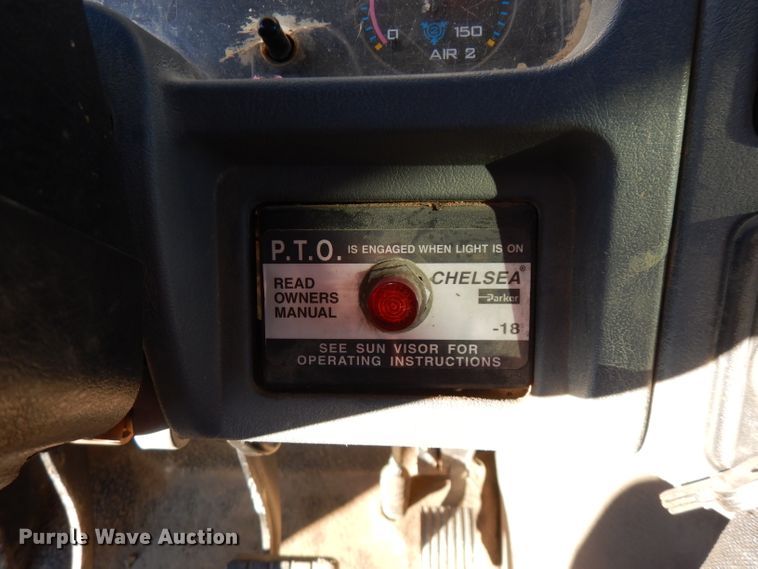 0 150
AIR 2
P.T.O. IS ENGAGED WHEN LIGHT IS ON
READ
OWNERS
MANUAL
CHELSEA®
Parker
-18
SEE SUN VISOR FOR
OPERATING INSTRUCTIONS
Purple Wave Auction